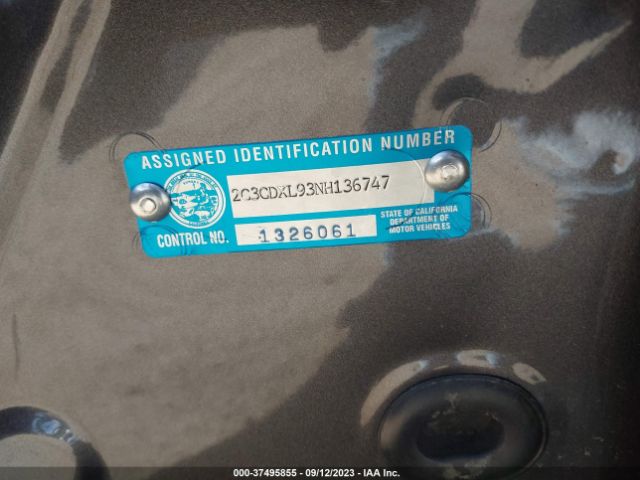 ASSIGNED IDENTIFICATION NUMBER
2C3CDXL93NH136747
CONTROL NO. 1326061
STATE OF CALIFORNIA
DEPARTMENT OF
MOTOR VEHICLES
000-37495855 - 09/12/2023 - IAA Inc.